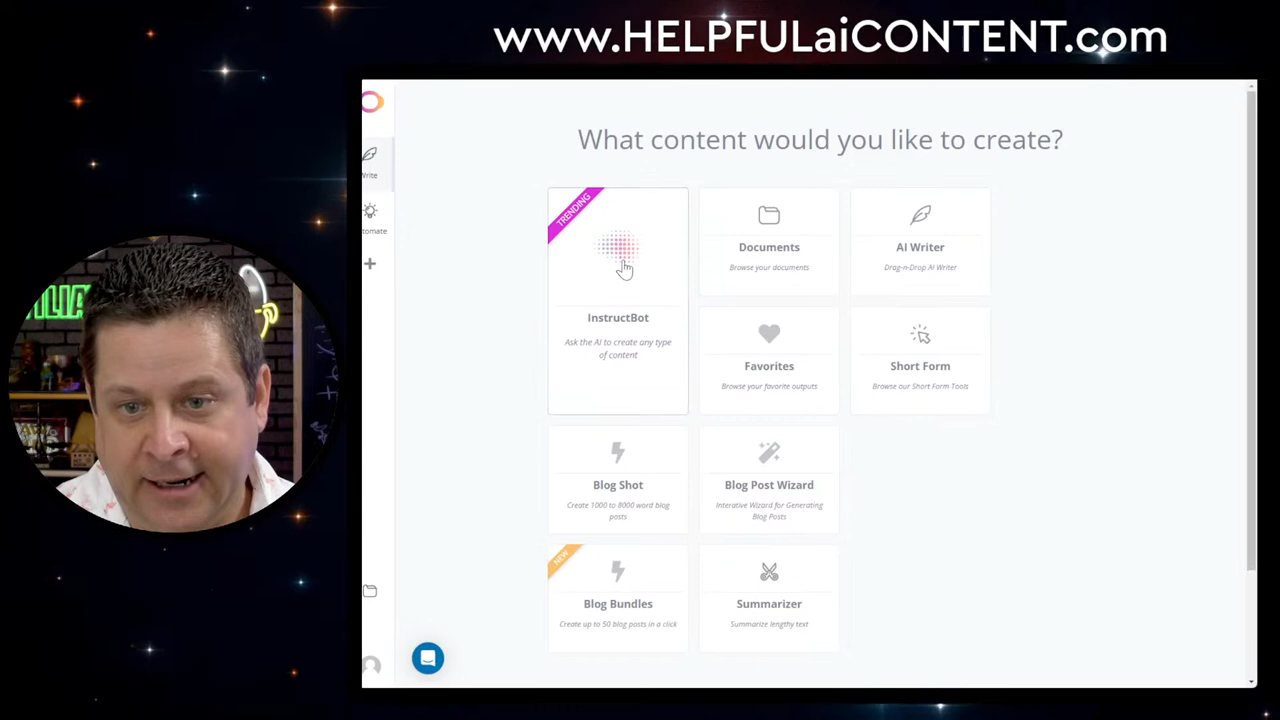 www.HELPFULaiCONTENT.com
What content would you like to create?
Write
TRENDING
InstructBot
Ask the AI to create any type
of content
Documents
Browse your documents
AI Writer
Drag-n-Drop AI Writer
Favorites
Browse your favorite outputs
Short Form
Browse our Short Form Tools
Blog Shot
Create 1000 to 8000 word blog
posts
Blog Post Wizard
Interative Wizard for Generating
Blog Posts
NEW
Blog Bundles
Create up to 50 blog posts in a click
Summarizer
Summarize lengthy text